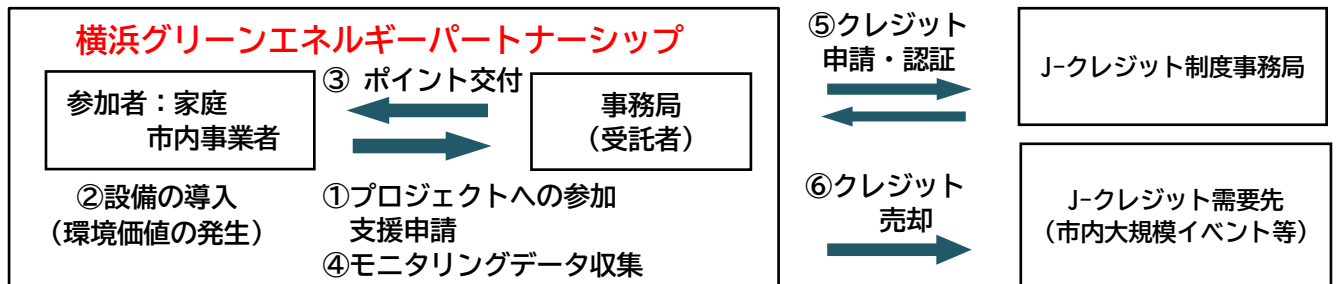 横浜グリーンエネルギーパートナーシップ
参加者：家庭
市内事業者
③ ポイント交付
事務局
（受託者）
②設備の導入
（環境価値の発生）
①プロジェクトへの参加
支援申請
④モニタリングデータ収集
⑤クレジット
申請・認証
J-クレジット制度事務局
⑥クレジット
売却
J-クレジット需要先
（市内大規模イベント等）